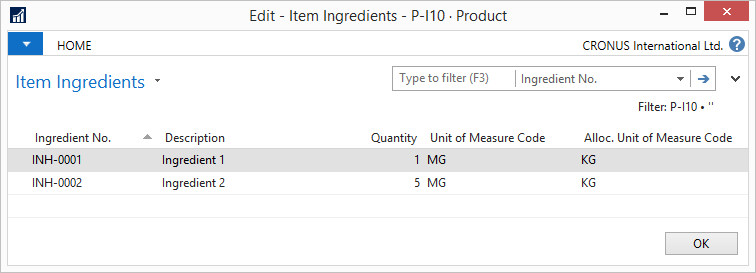 Edit - Item Ingredients - P-I10 · Product
HOME
CRONUS International Ltd.
?
Item Ingredients
Type to filter (F3)
Ingredient No.
Filter: P-I10 • ''
Ingredient No. Description Quantity Unit of Measure Code Alloc. Unit of Measure Code
INH-0001 Ingredient 1 1 MG KG
INH-0002 Ingredient 2 5 MG KG
OK